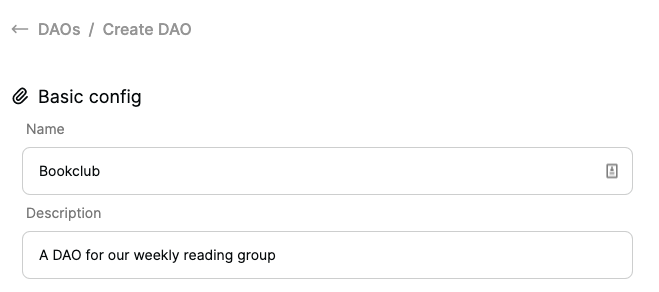 ← DAOs / Create DAO
Basic config
Name
Bookclub
Description
A DAO for our weekly reading group